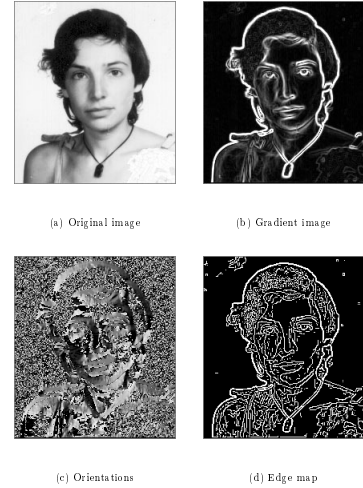 (a) Original image
(b) Gradient image
(c) Orientations
(d) Edge map